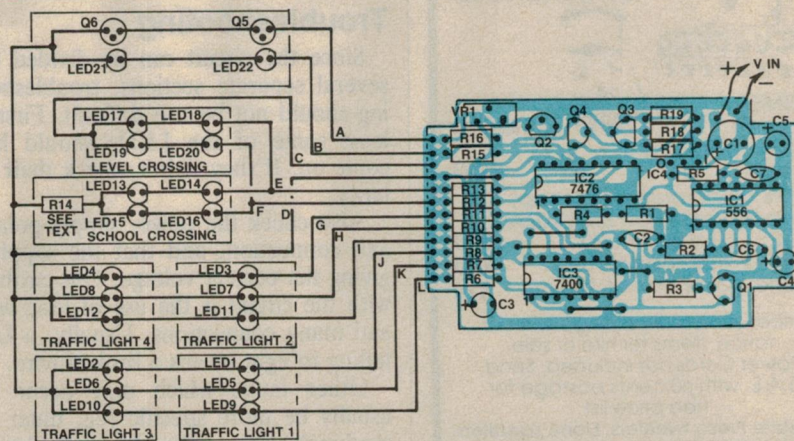 Q6 Q5
LED21 LED22
LED17 LED18
LED19 LED20
LEVEL CROSSING
LED13 LED14
R14
SEE
TEXT
LED15 LED16
SCHOOL CROSSING
LED4 LED3
LED8 LED7
LED12 LED11
TRAFFIC LIGHT 4 TRAFFIC LIGHT 2
LED2 LED1
LED6 LED5
LED10 LED9
TRAFFIC LIGHT 3 TRAFFIC LIGHT 1
A
B
C
E
F
D
G
H
I
J
K
L
+ V IN
−
VR1 Q4 Q3 R19 C5
R16 Q2 R18 + C1 +
R15 R17
IC2 IC4 R5 C7
7476
R13 IC1
R12 556
R11 R4 R1
R10
R9 C2 R2 C6
R8 IC3
R7 7400 R3 Q1 C4
R6 +
+ C3
1 1 1